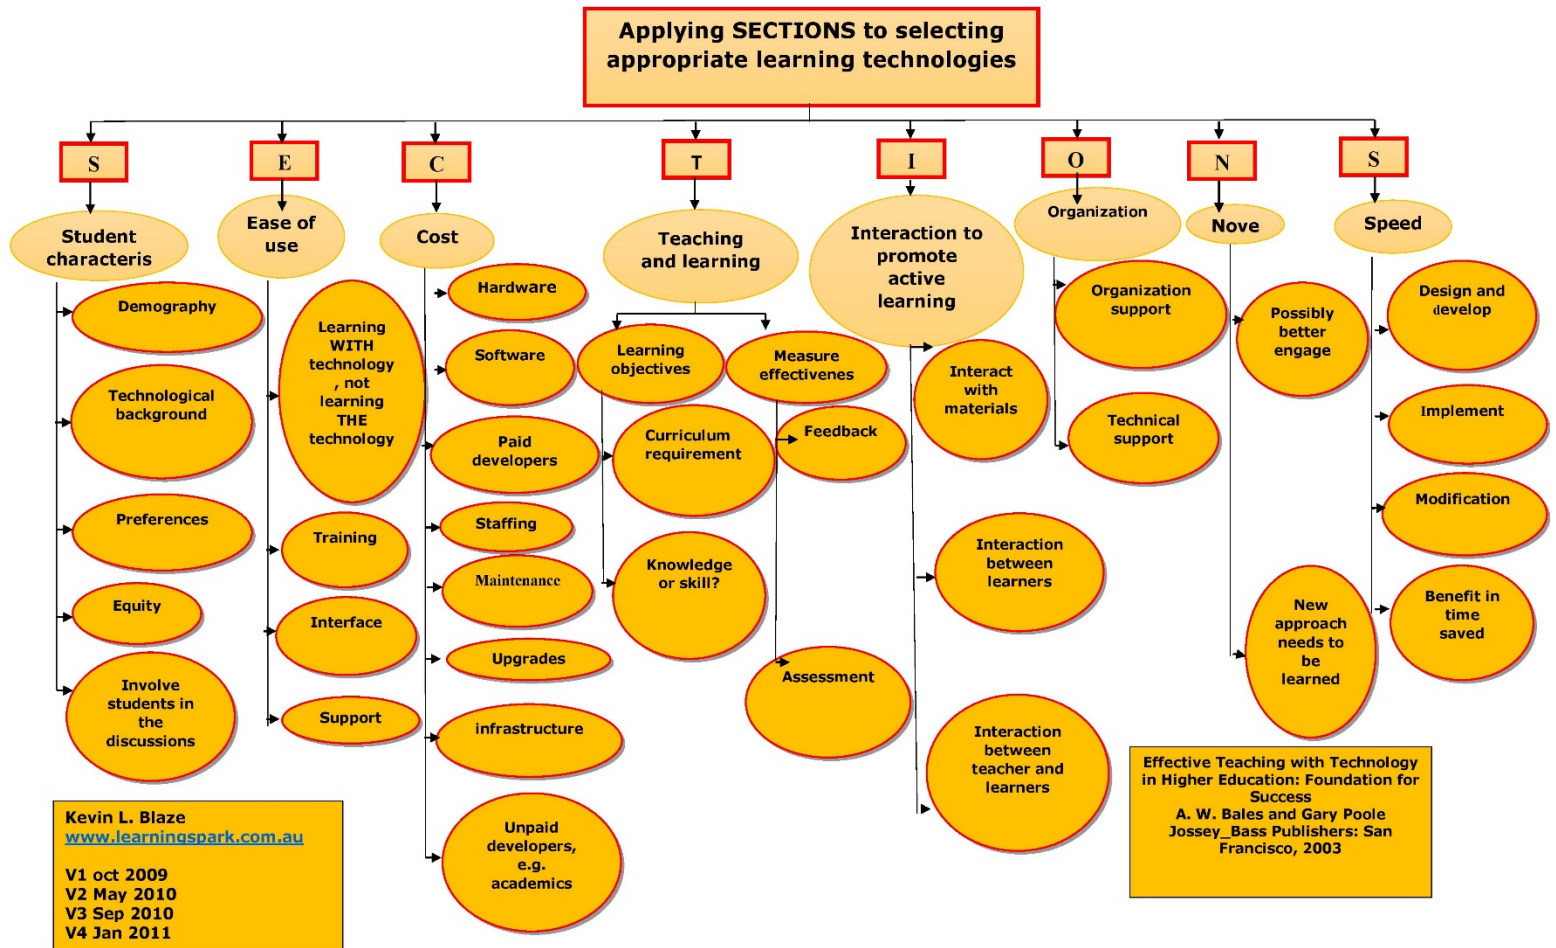 Applying SECTIONS to selecting
appropriate learning technologies
S
E
C
T
I
O
N
S
Student
characteris
Ease of
use
Cost
Teaching
and learning
Interaction to
promote
active
learning
Organization
Nove
Speed
Demography
Technological
background
Preferences
Equity
Involve
students in
the
discussions
Learning
WITH
technology
, not
learning
THE
technology
Training
Interface
Support
Hardware
Software
Paid
developers
Staffing
Maintenance
Upgrades
infrastructure
Unpaid
developers,
e.g.
academics
Learning
objectives
Curriculum
requirement
Knowledge
or skill?
Measure
effectivenes
Feedback
Assessment
Interact
with
materials
Interaction
between
learners
Interaction
between
teacher and
learners
Organization
support
Technical
support
Possibly
better
engage
New
approach
needs to
be
learned
Design and
develop
Implement
Modification
Benefit in
time
saved
Kevin L. Blaze
www.learningspark.com.au
V1 oct 2009
V2 May 2010
V3 Sep 2010
V4 Jan 2011
Effective Teaching with Technology
in Higher Education: Foundation for
Success
A. W. Bales and Gary Poole
Jossey_Bass Publishers: San
Francisco, 2003